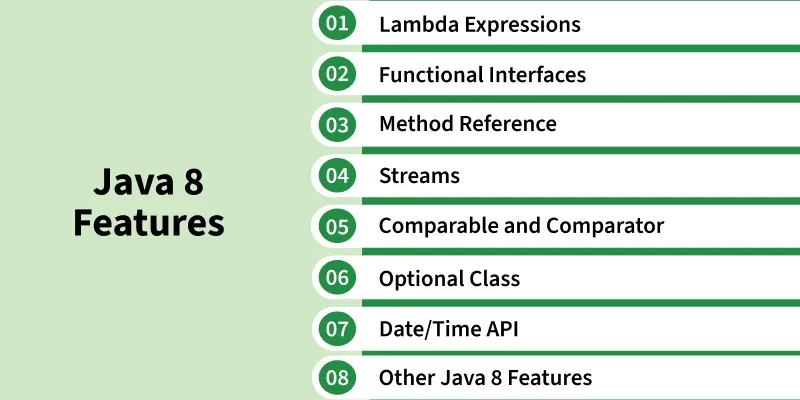 Java 8
Features
01 Lambda Expressions
02 Functional Interfaces
03 Method Reference
04 Streams
05 Comparable and Comparator
06 Optional Class
07 Date/Time API
08 Other Java 8 Features